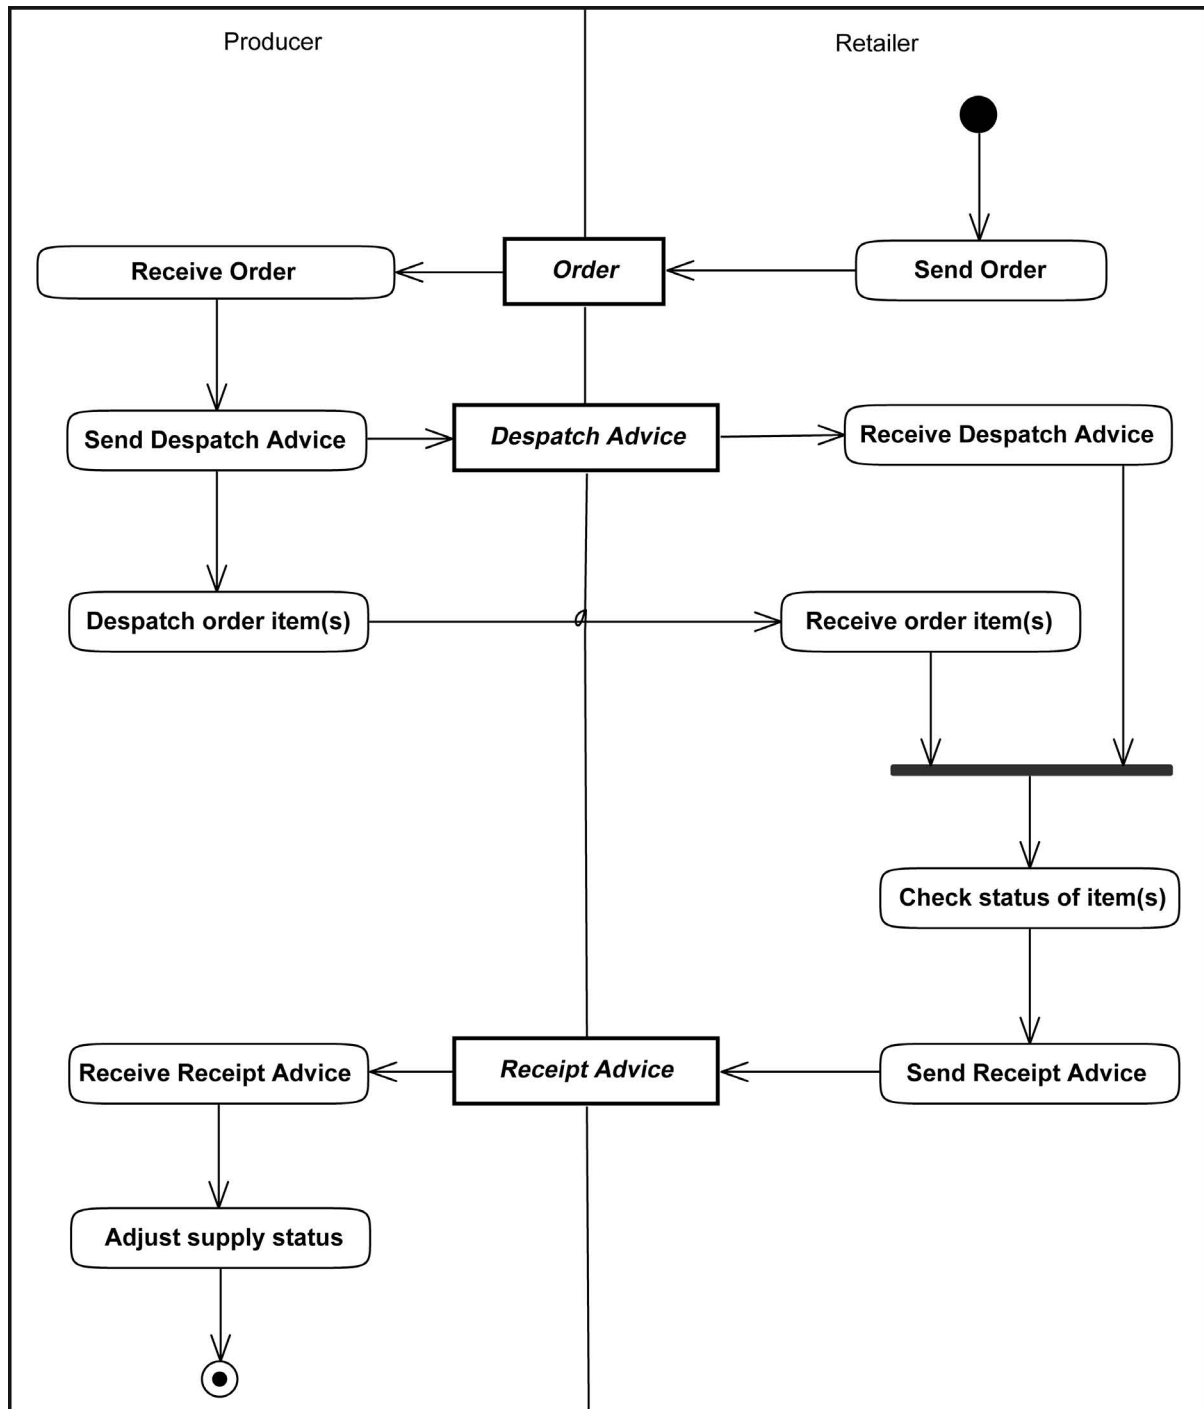 Producer
Retailer
Receive Order
Order
Send Order
Send Despatch Advice
Despatch Advice
Receive Despatch Advice
Despatch order item(s)
Receive order item(s)
Check status of item(s)
Receive Receipt Advice
Receipt Advice
Send Receipt Advice
Adjust supply status